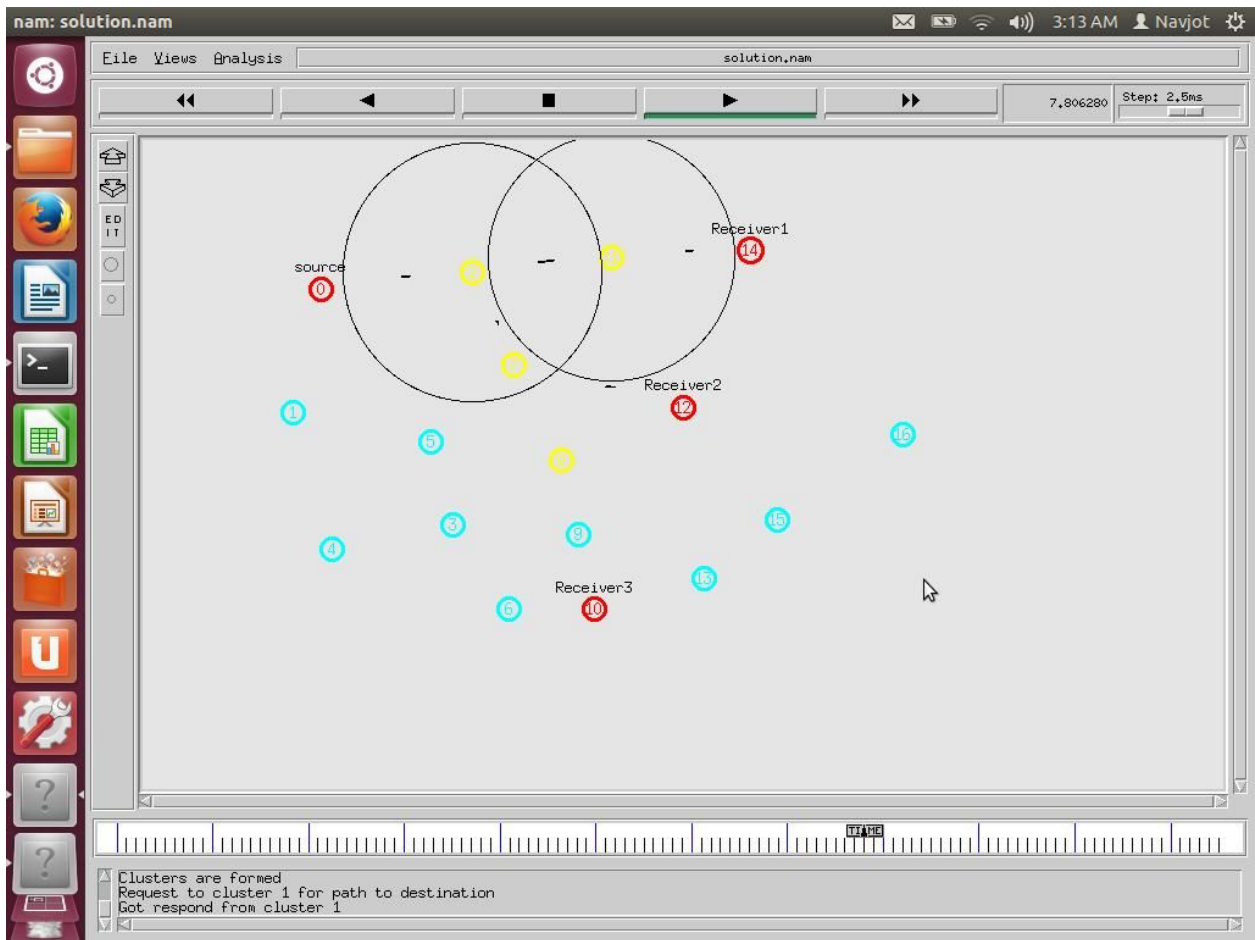 nam: solution.nam
3:13 AM Navjot
File Views Analysis solution.nam
7.806280 Step: 2.5ms
ED
IT
Receiver1
14
source
0
Receiver2
12
1
5
16
3
9
15
4
13
Receiver3
6
10
TIME
Clusters are formed
Request to cluster 1 for path to destination
Got respond from cluster 1